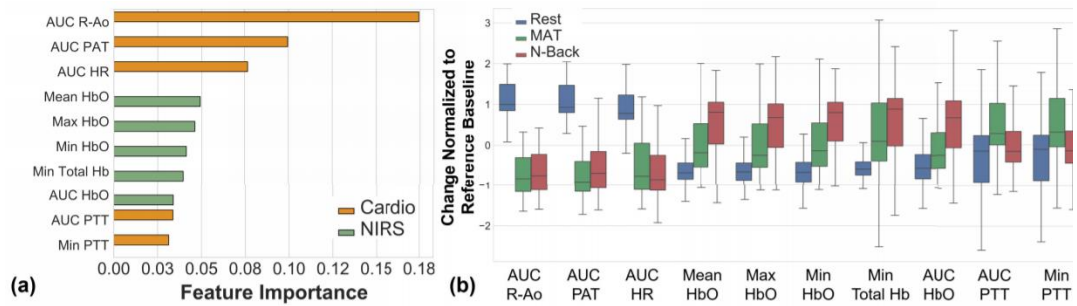 AUC R-Ao
AUC PAT
AUC HR
Mean HbO
Max HbO
Min HbO
Min Total Hb
AUC HbO
AUC PTT
Min PTT
Cardio
NIRS
0.00 0.03 0.05 0.08 0.10 0.13 0.15 0.18
Feature Importance
(a)
Rest
MAT
N-Back
Change Normalized to
Reference Baseline
3
2
1
0
−1
−2
AUC AUC AUC Mean Max Min Min AUC AUC Min
R-Ao PAT HR HbO HbO HbO Total Hb HbO PTT PTT
(b)